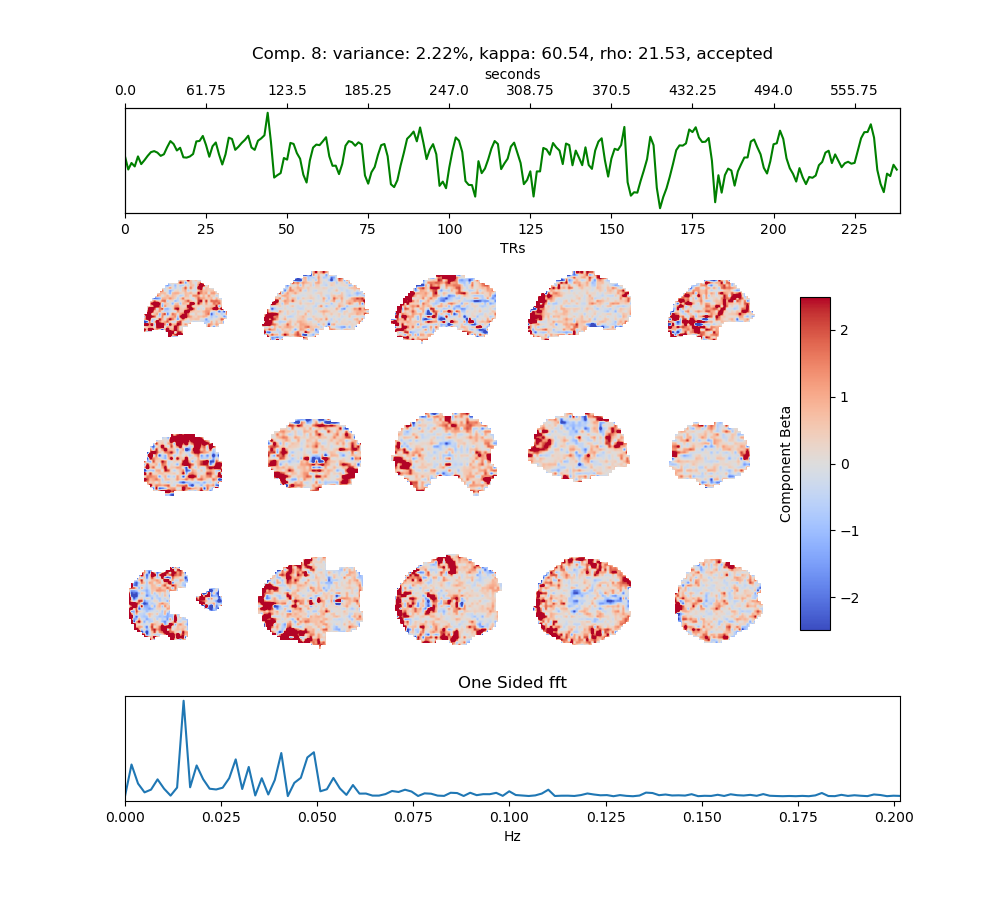 Comp. 8: variance: 2.22%, kappa: 60.54, rho: 21.53, accepted
seconds
0.0 61.75 123.5 185.25 247.0 308.75 370.5 432.25 494.0 555.75
0 25 50 75 100 125 150 175 200 225
TRs
2
1
0
−1
−2
Component Beta
One Sided fft
0.000 0.025 0.050 0.075 0.100 0.125 0.150 0.175 0.200
Hz